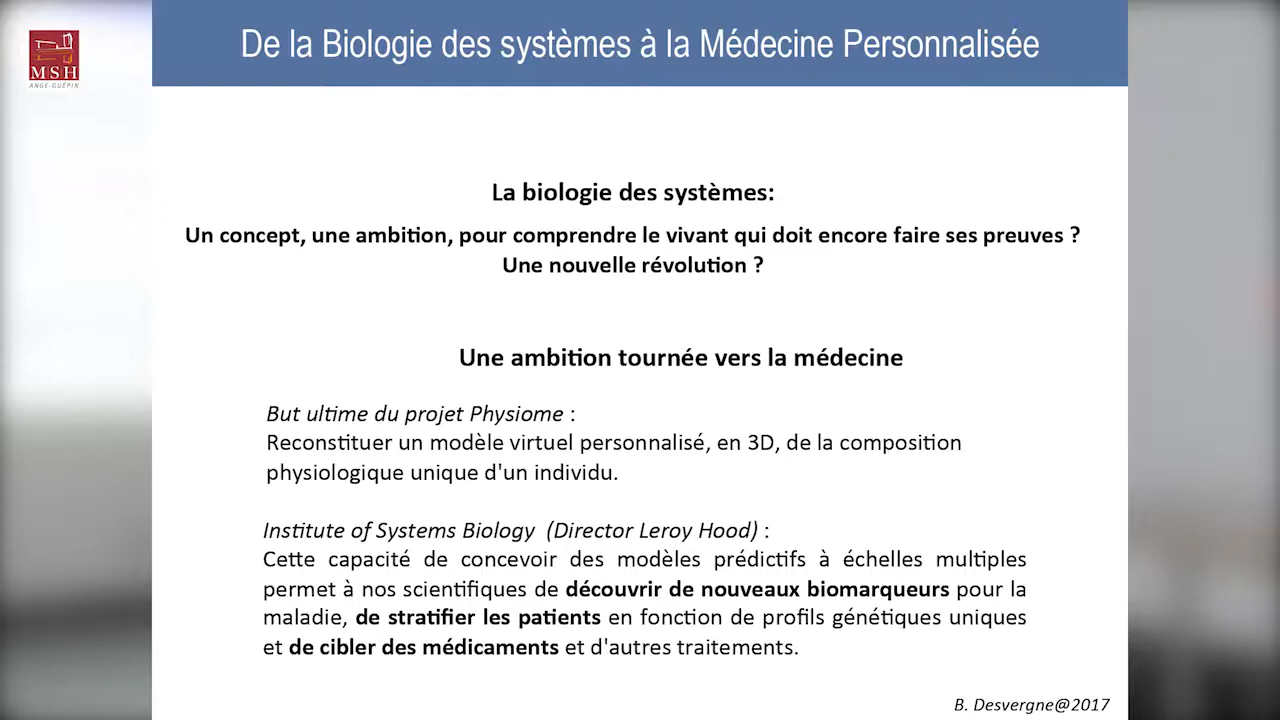 De la Biologie des systèmes à la Médecine Personnalisée
MSH
ANGE-GUÉPIN
La biologie des systèmes:
Un concept, une ambition, pour comprendre le vivant qui doit encore faire ses preuves ?
Une nouvelle révolution ?
Une ambition tournée vers la médecine
But ultime du projet Physiome :
Reconstituer un modèle virtuel personnalisé, en 3D, de la composition
physiologique unique d'un individu.
Institute of Systems Biology (Director Leroy Hood) :
Cette capacité de concevoir des modèles prédictifs à échelles multiples
permet à nos scientifiques de découvrir de nouveaux biomarqueurs pour la
maladie, de stratifier les patients en fonction de profils génétiques uniques
et de cibler des médicaments et d'autres traitements.
B. Desvergne@2017